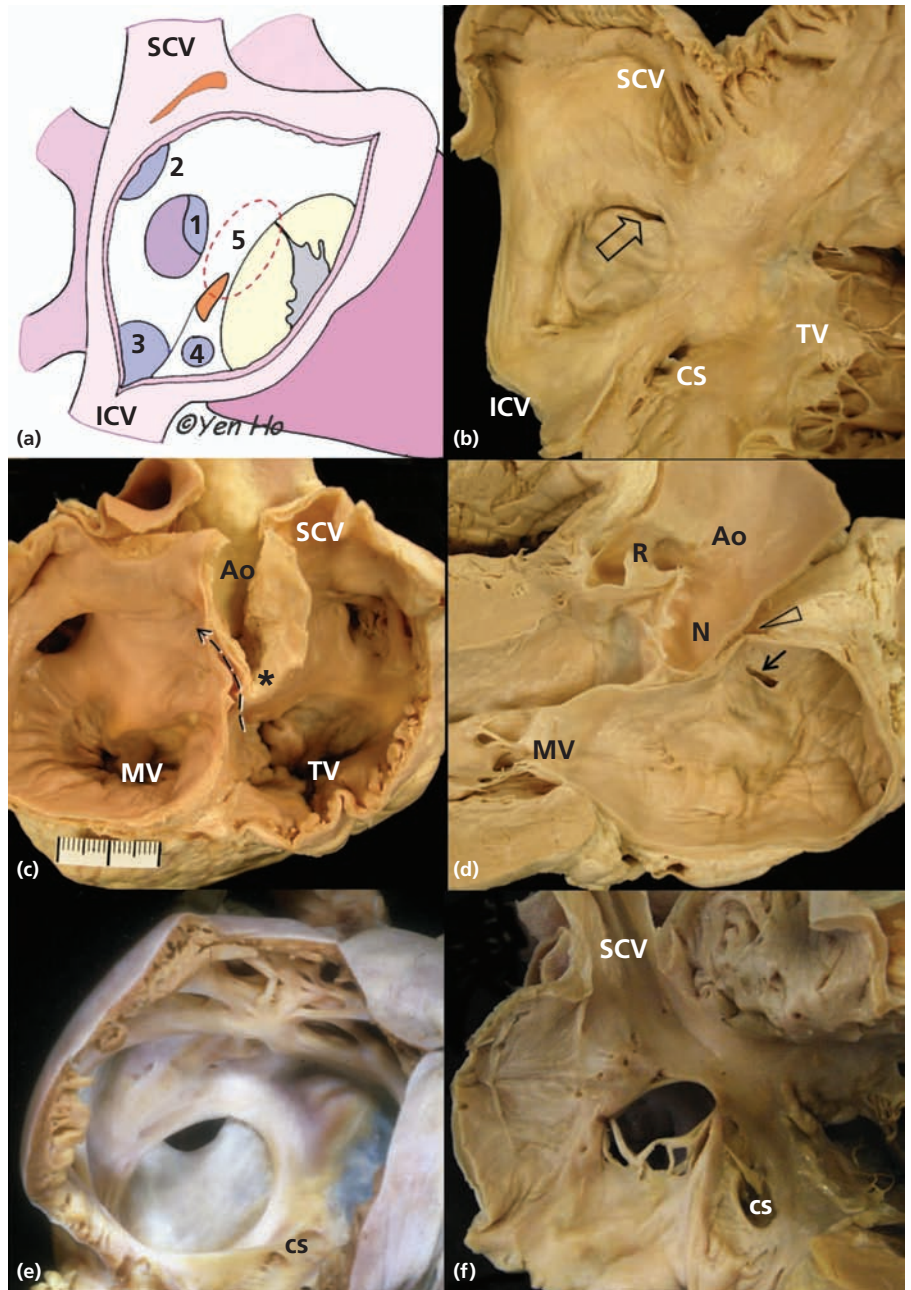 SCV
2
1
5
3
4
ICV
©Yen Ho
(a)
SCV
TV
CS
ICV
(b)
SCV
Ao
*
MV
TV
(c)
Ao
R
N
MV
(d)
cs
(e)
SCV
cs
(f)